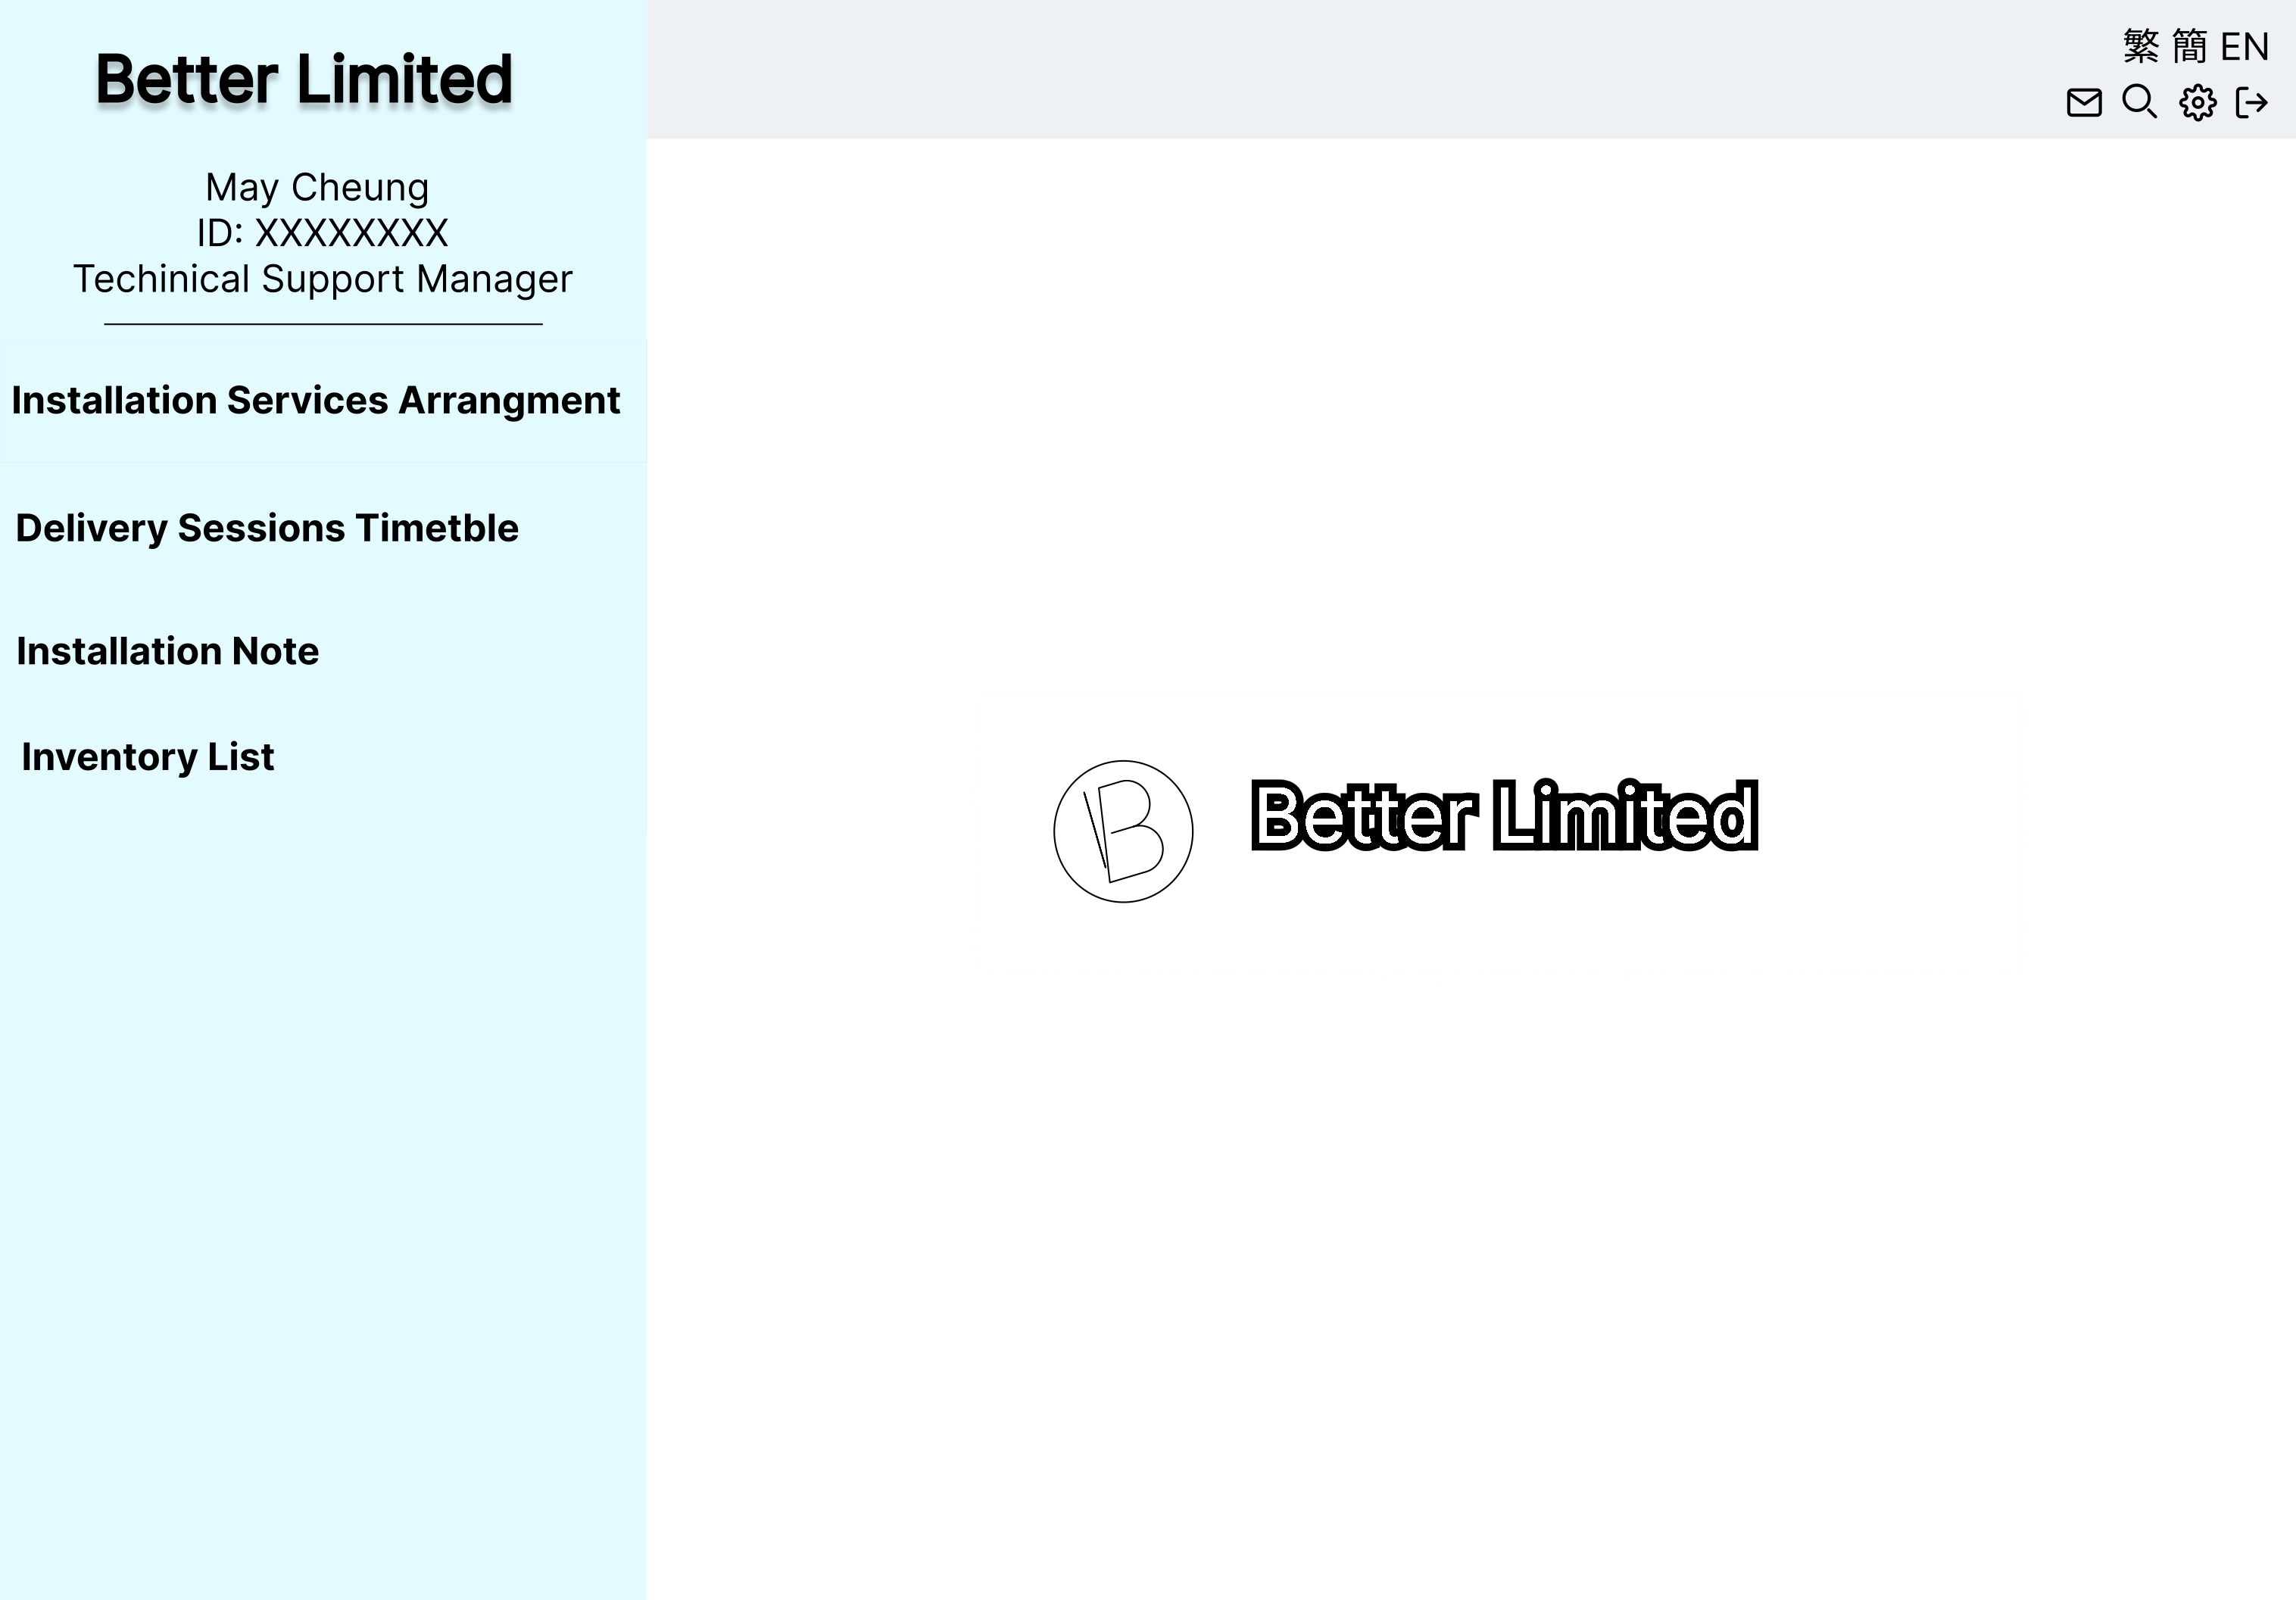 Better Limited
繁 簡 EN
May Cheung
ID: XXXXXXXX
Techinical Support Manager
Installation Services Arrangment
Delivery Sessions Timetble
Installation Note
Inventory List
B
Better Limited